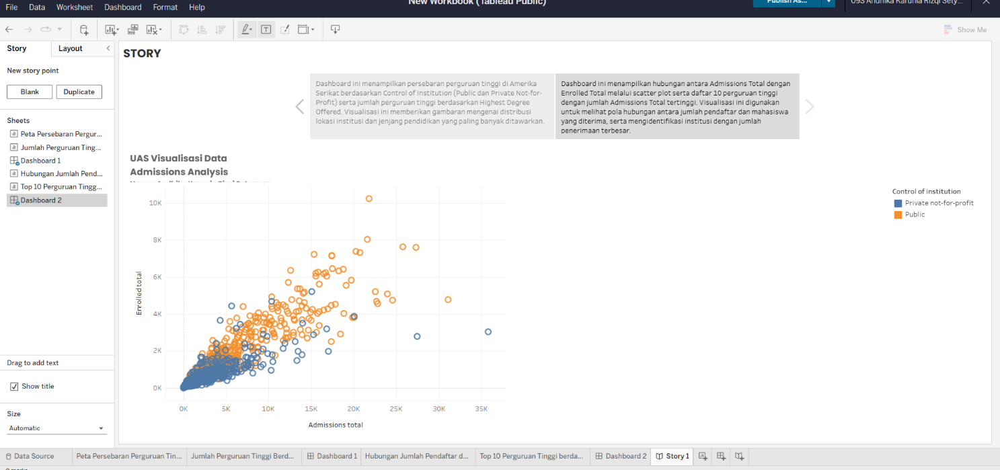 New Workbook (Tableau Public)
File Data Worksheet Dashboard Format Help
Publish As...
Show Me
Story Layout
New story point
Blank Duplicate
Sheets
Peta Persebaran Pergur...
Jumlah Perguruan Ting...
Dashboard 1
Hubungan Jumlah Pend...
Top 10 Perguruan Tingg...
Dashboard 2
Drag to add text
Show title
Size
Automatic
STORY
Dashboard ini menampilkan persebaran perguruan tinggi di Amerika
Serikat berdasarkan Control of Institution (Public dan Private Not-for-
Profit) serta jumlah perguruan tinggi berdasarkan Highest Degree
Offered. Visualisasi ini memberikan gambaran mengenai distribusi
lokasi institusi dan jenjang pendidikan yang paling banyak ditawarkan.
Dashboard ini menampilkan hubungan antara Admissions Total dengan
Enrolled Total melalui scatter plot serta daftar 10 perguruan tinggi
dengan jumlah Admissions Total tertinggi. Visualisasi ini digunakan
untuk melihat pola hubungan antara jumlah pendaftar dan mahasiswa
yang diterima, serta mengidentifikasi institusi dengan jumlah
penerimaan terbesar.
UAS Visualisasi Data
Admissions Analysis
10K
8K
6K
4K
2K
0K
Enrolled total
0K 5K 10K 15K 20K 25K 30K 35K
Admissions total
Control of institution
Private not-for-profit
Public
Data Source Peta Persebaran Perguruan Tin... Jumlah Perguruan Tinggi Berd... Dashboard 1 Hubungan Jumlah Pendaftar d... Top 10 Perguruan Tinggi berda... Dashboard 2 Story 1